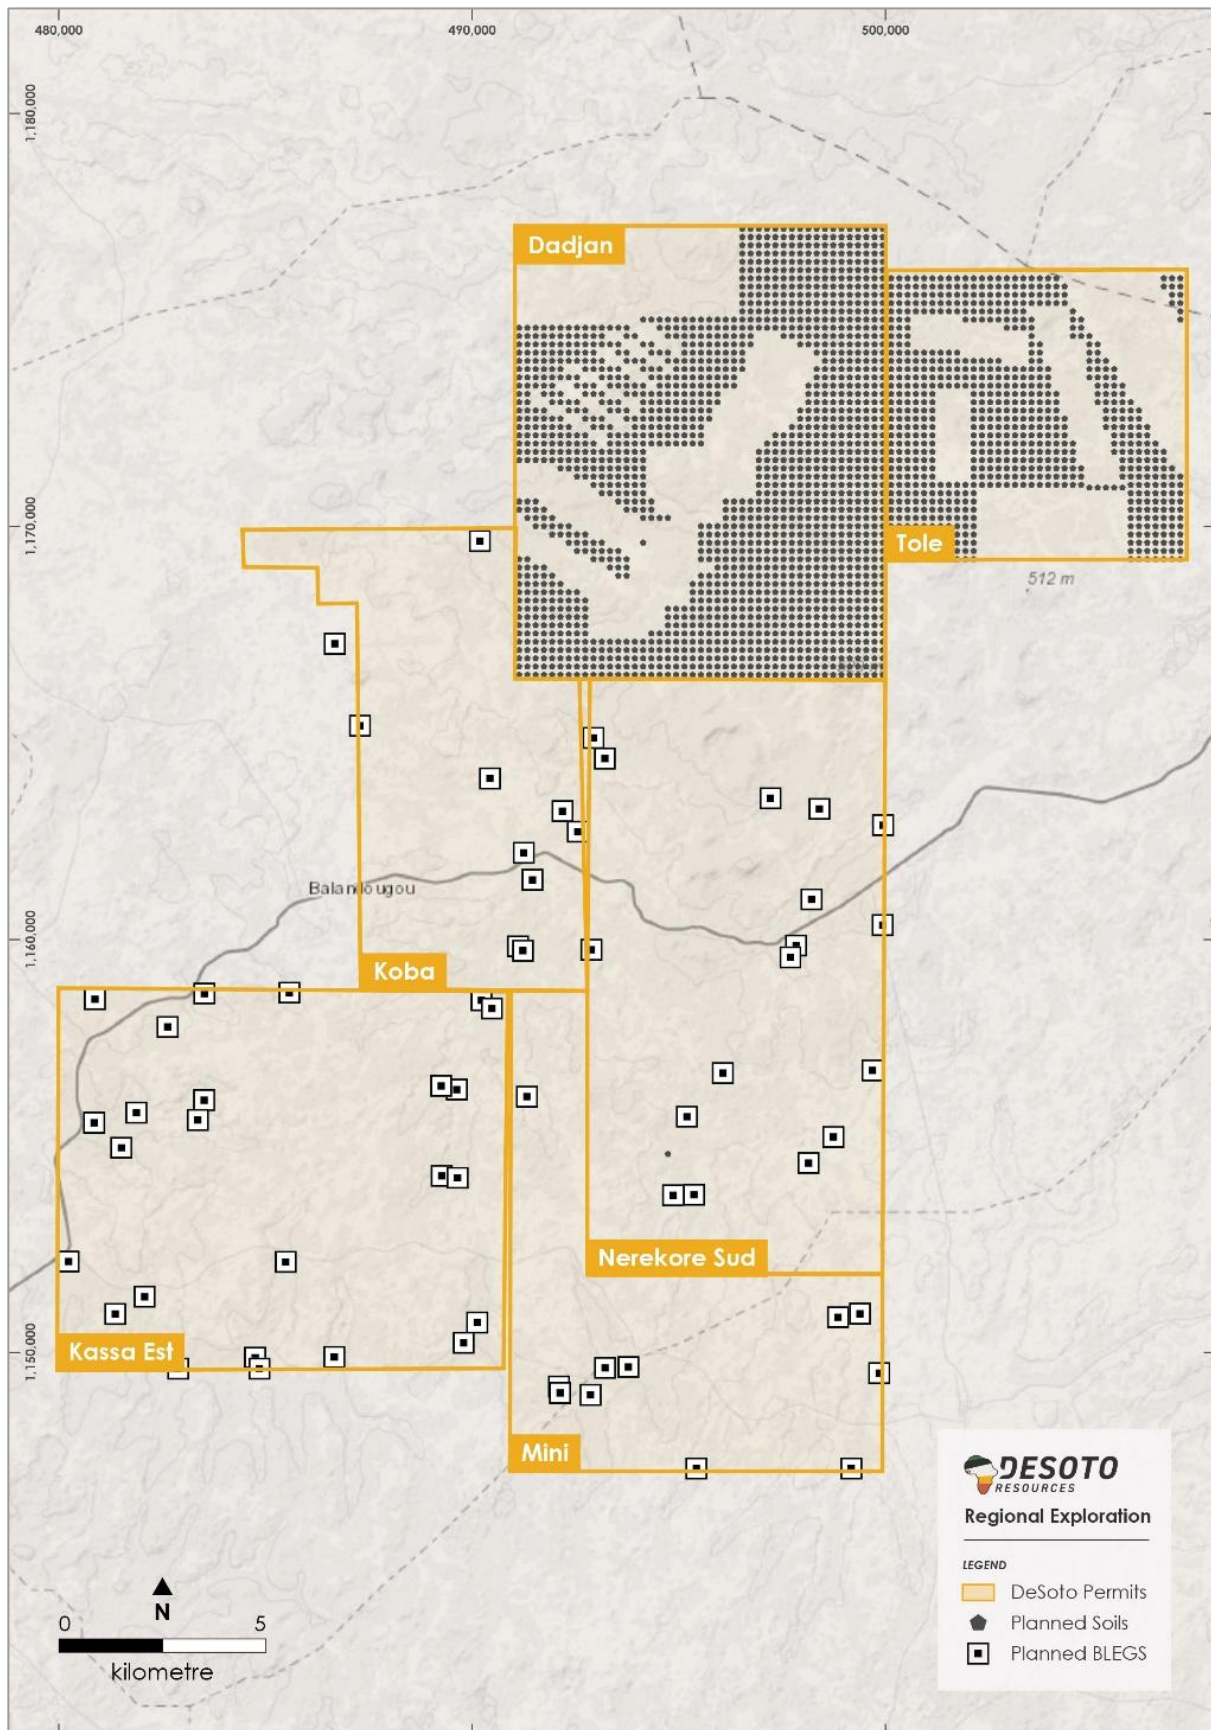 480,000
490,000
500,000
1,180,000
Dadjan
1,170,000
Tole
512 m
Balandougou
1,160,000
Koba
Nerekore Sud
1,150,000
Kassa Est
Mini
DESOTO
RESOURCES
Regional Exploration
LEGEND
DeSoto Permits
Planned Soils
Planned BLEGS
N
0 5
kilometre